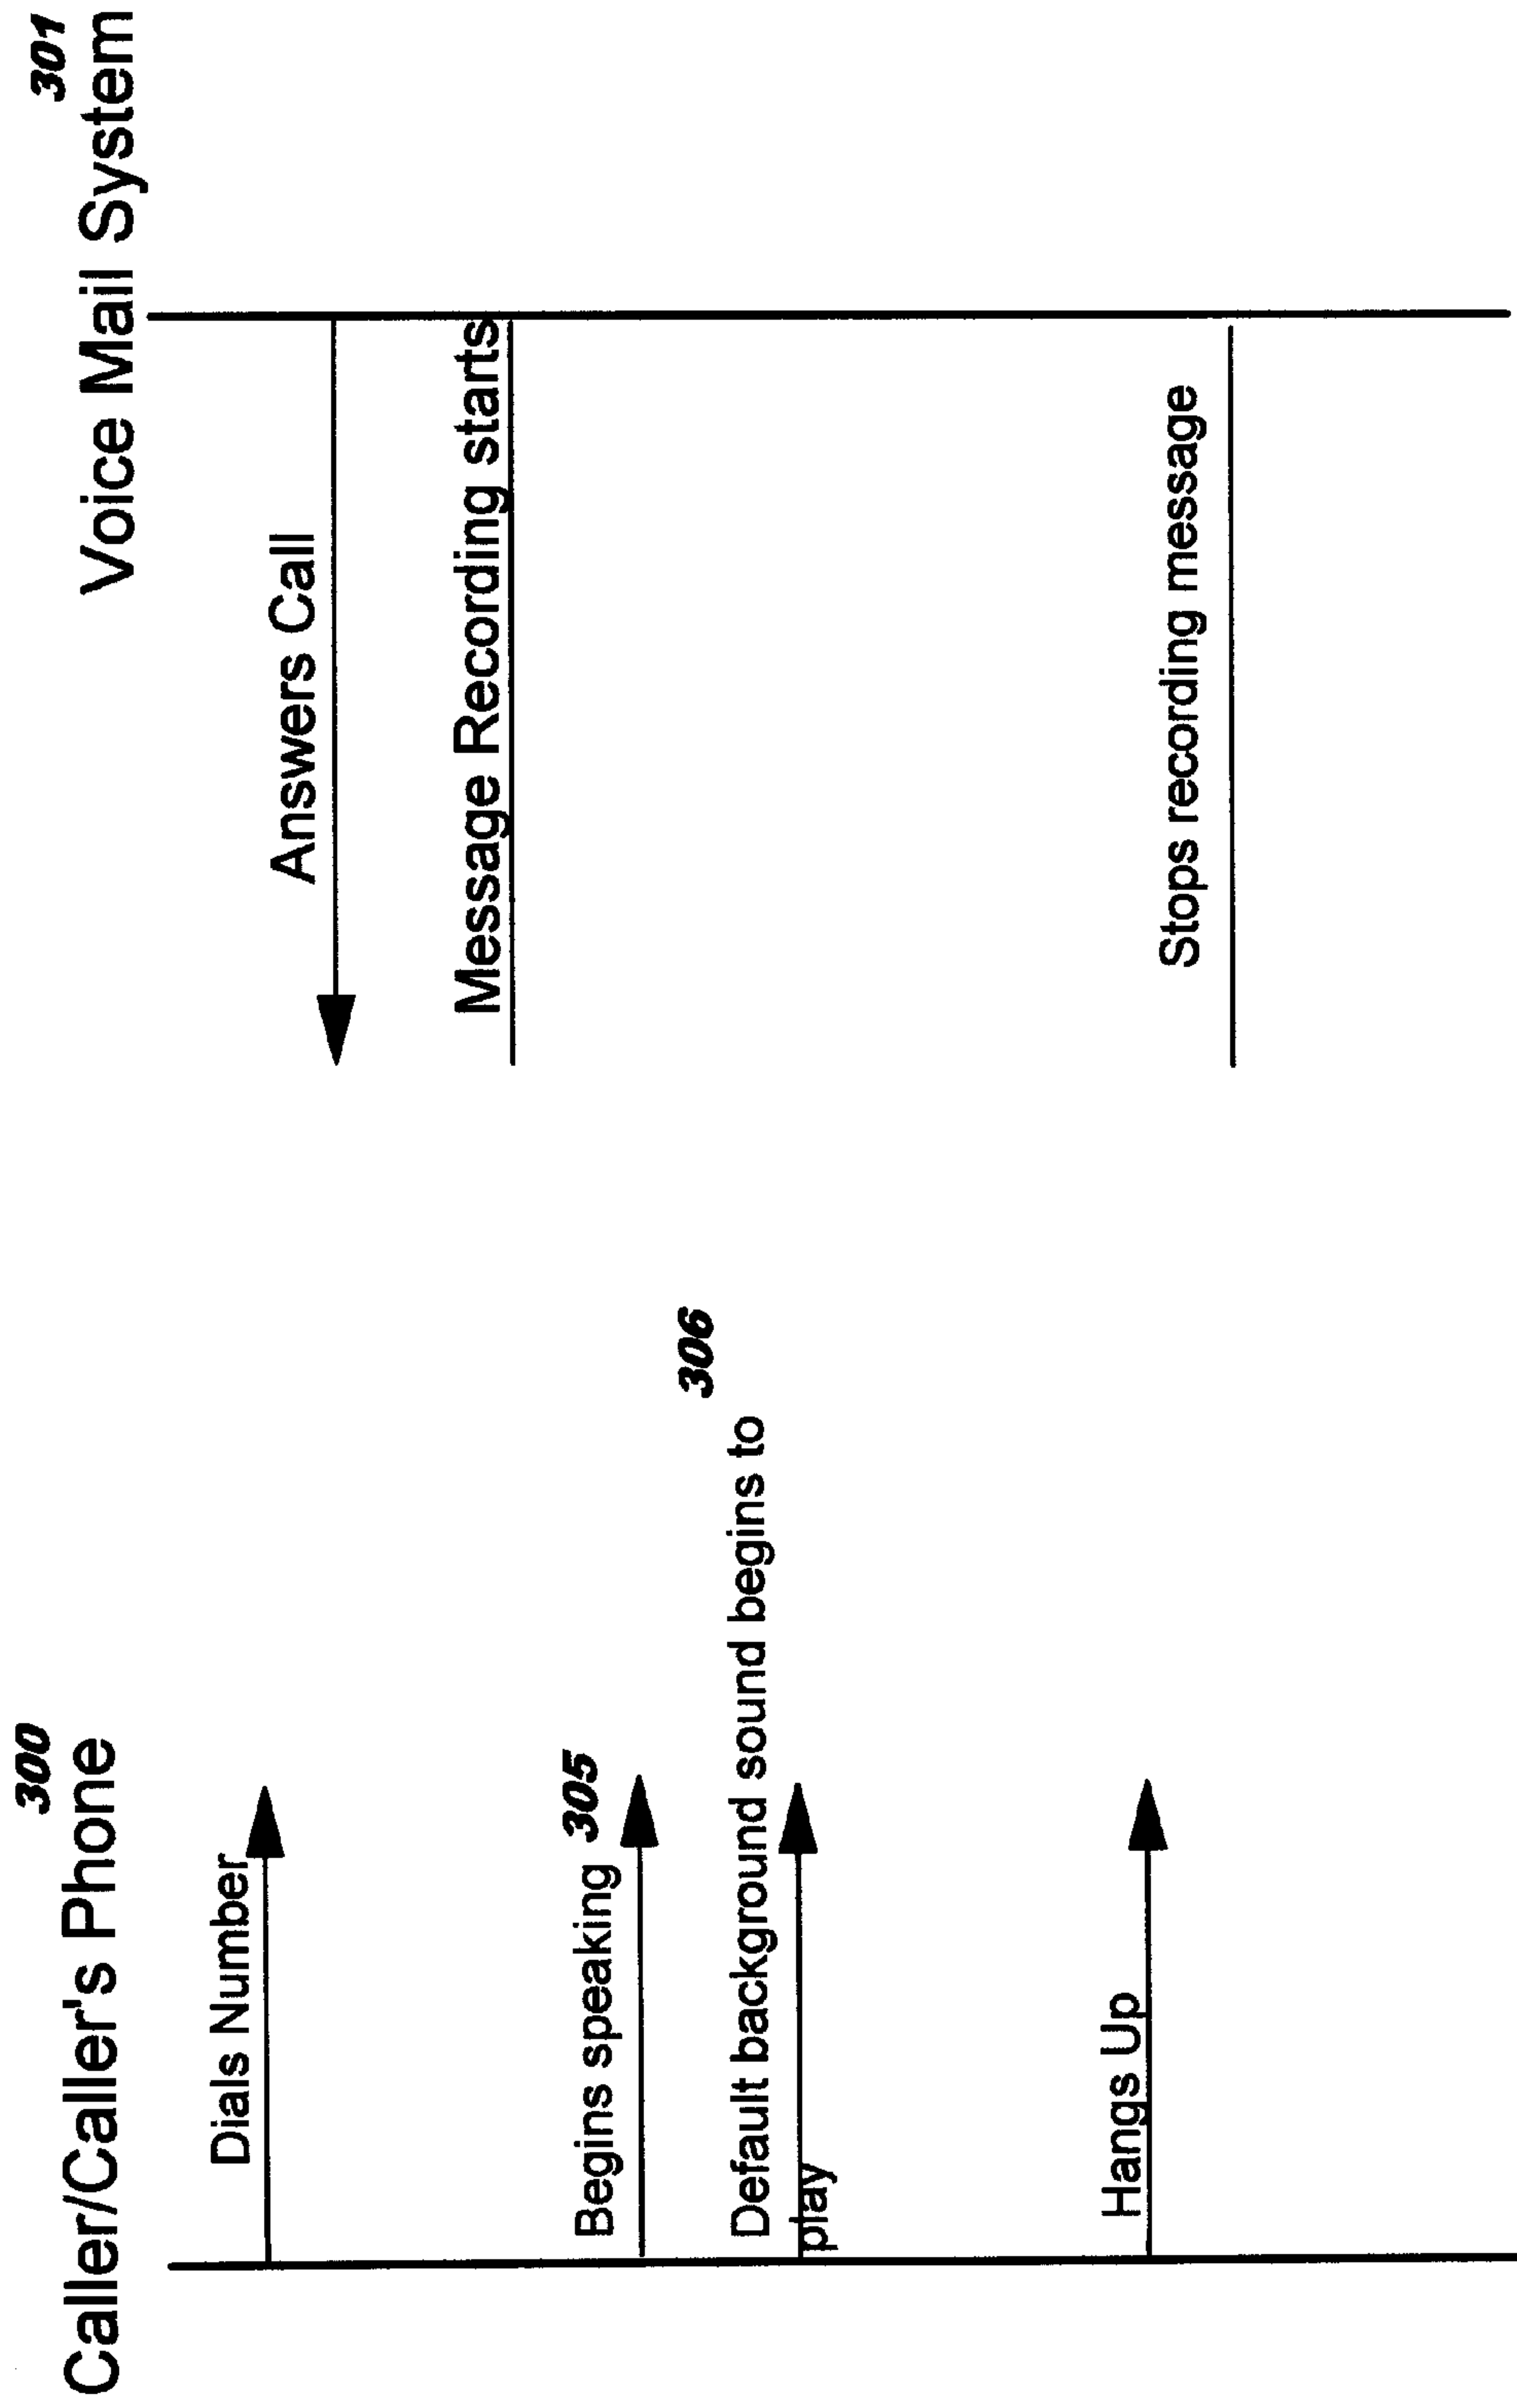 300
Caller/Caller's Phone
301
Voice Mail System
Dials Number
Answers Call
Message Recording starts
Begins speaking 305
306
Default background sound begins to
play
Hangs Up
Stops recording message